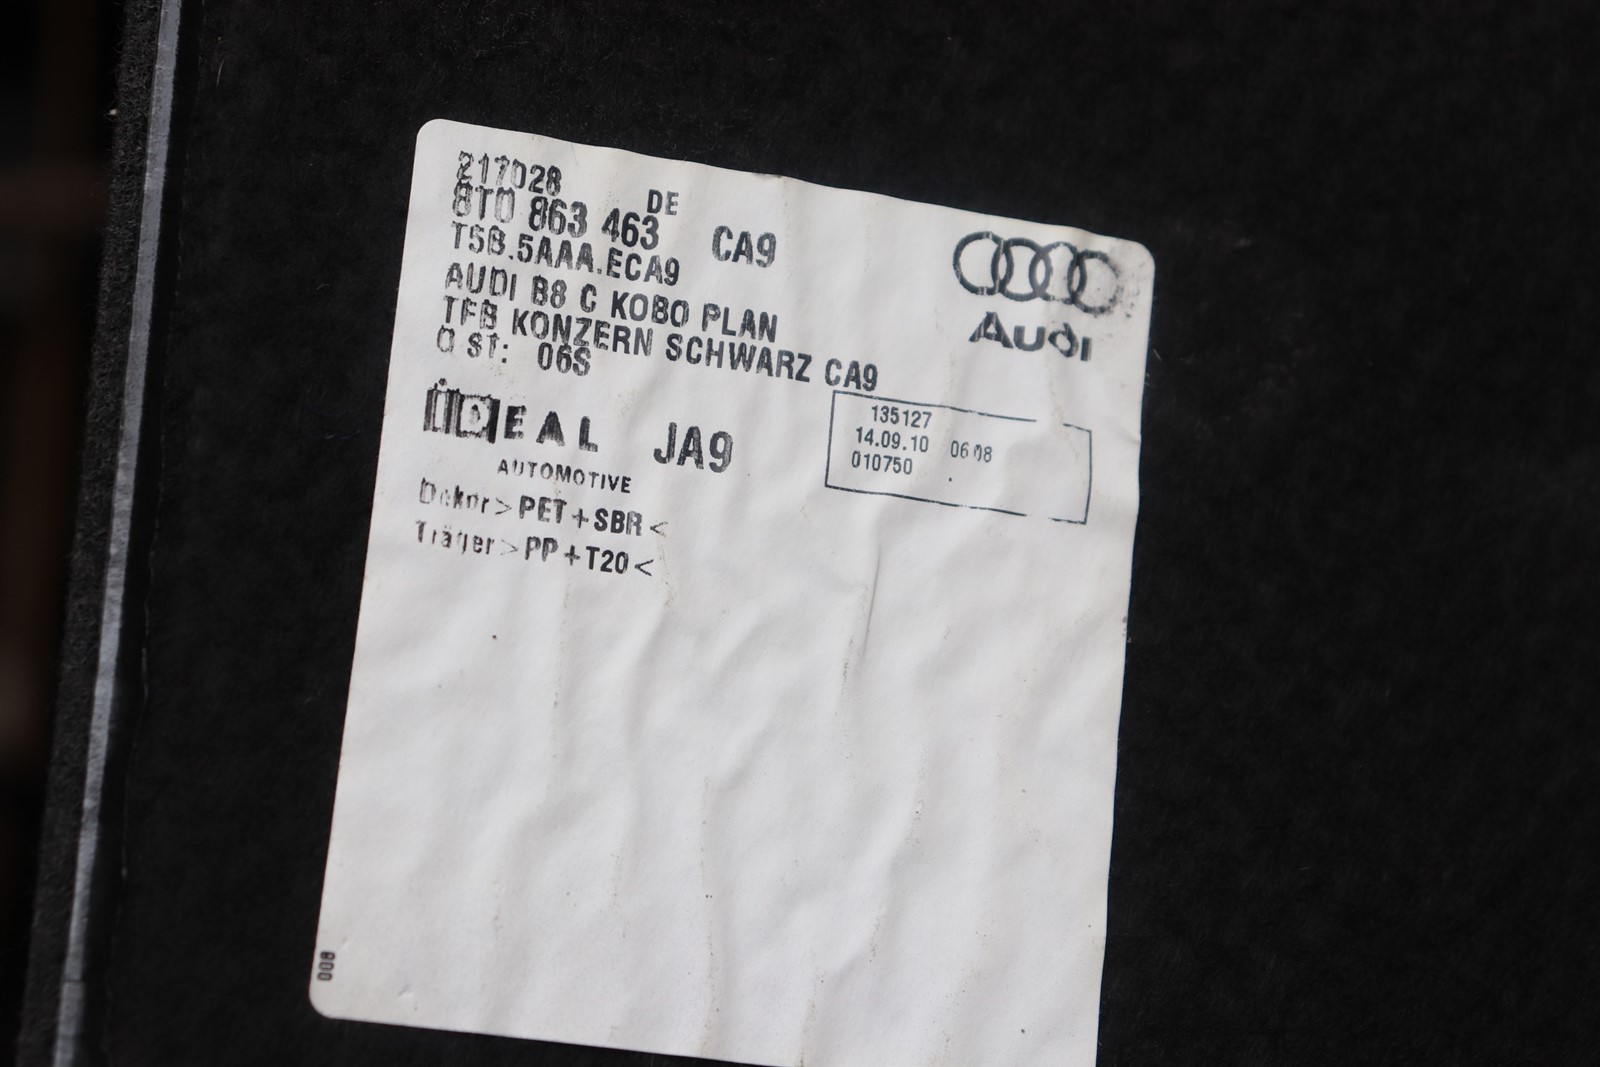 217028
DE
8T0 863 463 CA9
T5B.5AAA.ECA9
AUDI B8 C KOBO PLAN
TFB KONZERN SCHWARZ CA9
Q ST: 06S
Audi
IDEAL JA9
AUTOMOTIVE
135127
14.09.10 06:08
010750
Dekor>PET+SBR<
Träger>PP+T20<
008